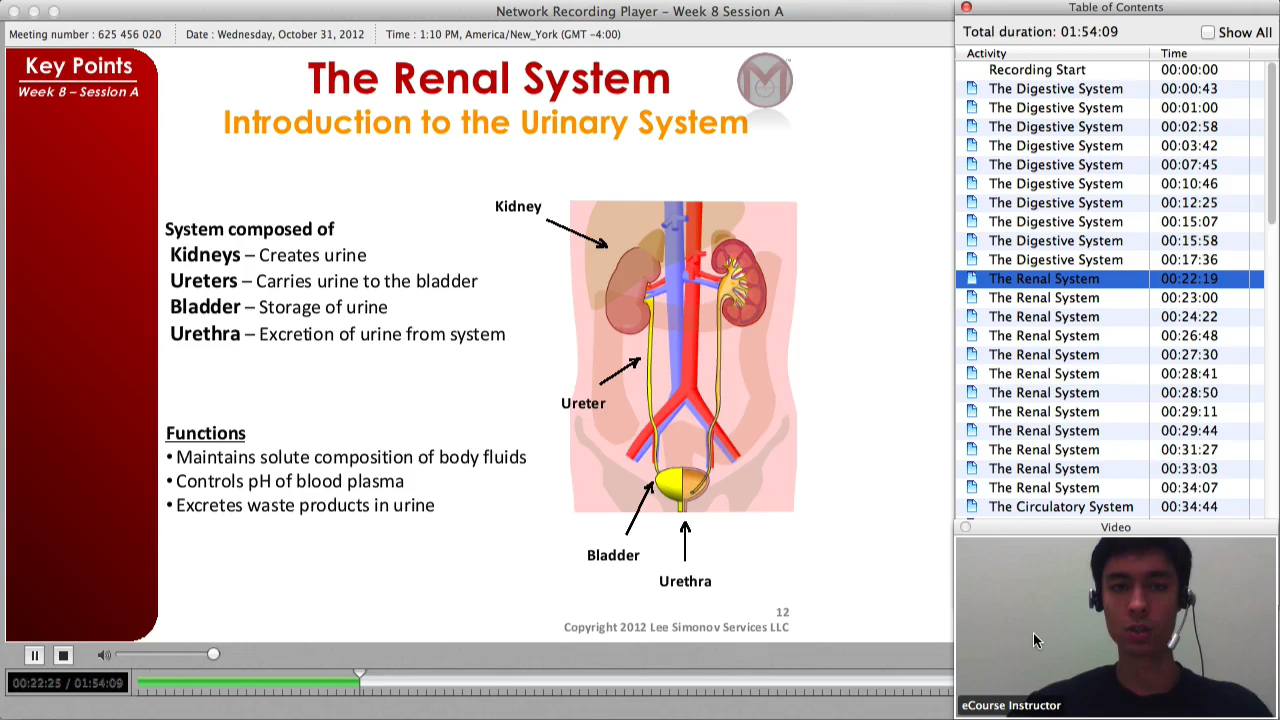 Network Recording Player – Week 8 Session A
Meeting number : 625 456 020
Date : Wednesday, October 31, 2012
Time : 1:10 PM, America/New_York (GMT -4:00)
Key Points
Week 8 – Session A
The Renal System
Introduction to the Urinary System
System composed of
Kidneys – Creates urine
Ureters – Carries urine to the bladder
Bladder – Storage of urine
Urethra – Excretion of urine from system
Functions
• Maintains solute composition of body fluids
• Controls pH of blood plasma
• Excretes waste products in urine
Kidney
Ureter
Bladder
Urethra
12
Copyright 2012 Lee Simonov Services LLC
00:22:25 / 01:54:09
Table of Contents
Total duration: 01:54:09
Show All
Activity Time
Recording Start 00:00:00
The Digestive System 00:00:43
The Digestive System 00:01:00
The Digestive System 00:02:58
The Digestive System 00:03:42
The Digestive System 00:07:45
The Digestive System 00:10:46
The Digestive System 00:12:25
The Digestive System 00:15:07
The Digestive System 00:15:58
The Digestive System 00:17:36
The Renal System 00:22:19
The Renal System 00:23:00
The Renal System 00:24:22
The Renal System 00:26:48
The Renal System 00:27:30
The Renal System 00:28:41
The Renal System 00:28:50
The Renal System 00:29:11
The Renal System 00:29:44
The Renal System 00:31:27
The Renal System 00:33:03
The Renal System 00:34:07
The Circulatory System 00:34:44
Video
eCourse Instructor